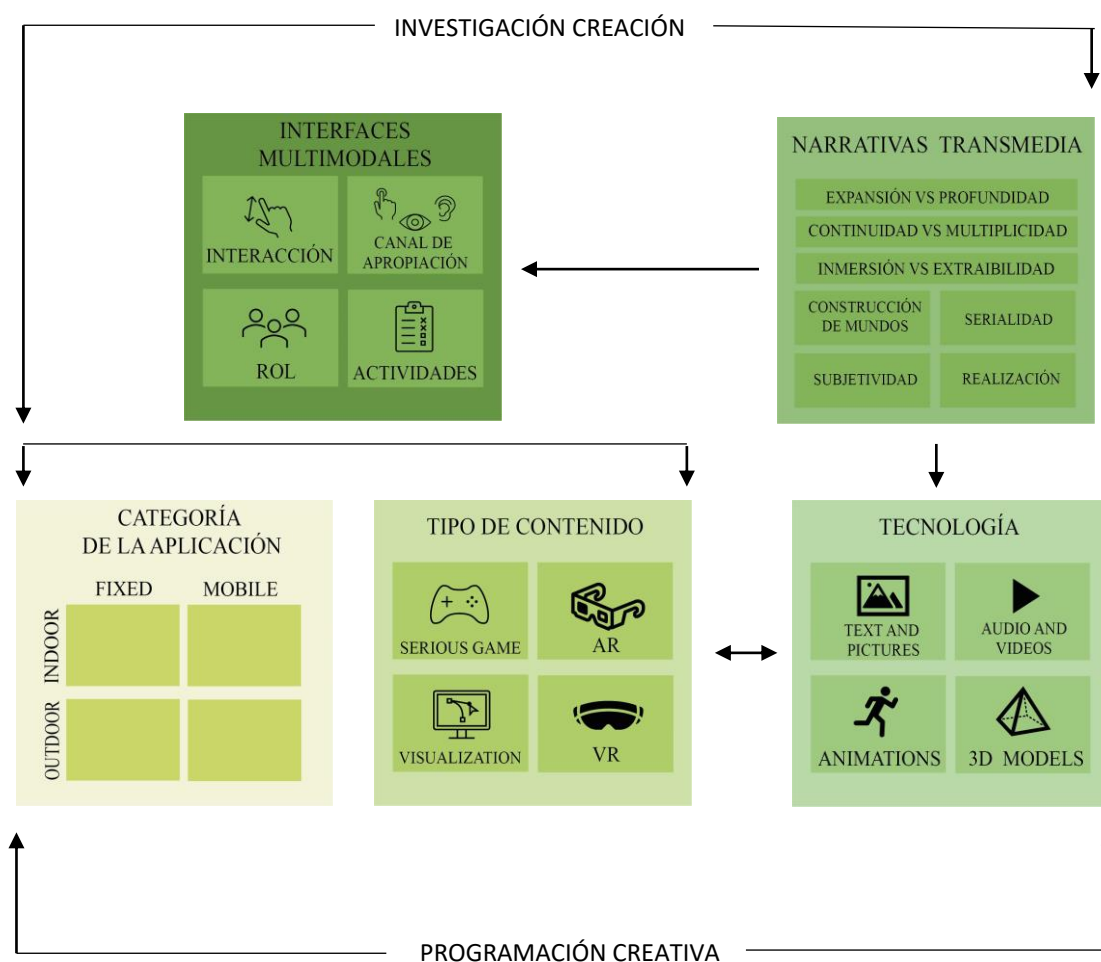 INVESTIGACIÓN CREACIÓN
INTERFACES
MULTIMODALES
INTERACCIÓN
CANAL DE
APROPIACIÓN
ROL
ACTIVIDADES
NARRATIVAS TRANSMEDIA
EXPANSIÓN VS PROFUNDIDAD
CONTINUIDAD VS MULTIPLICIDAD
INMERSIÓN VS EXTRAIBILIDAD
CONSTRUCCIÓN
DE MUNDOS
SERIALIDAD
SUBJETIVIDAD
REALIZACIÓN
CATEGORÍA
DE LA APLICACIÓN
FIXED
MOBILE
INDOOR
OUTDOOR
TIPO DE CONTENIDO
SERIOUS GAME
AR
VISUALIZATION
VR
TECNOLOGÍA
TEXT AND
PICTURES
AUDIO AND
VIDEOS
ANIMATIONS
3D MODELS
PROGRAMACIÓN CREATIVA